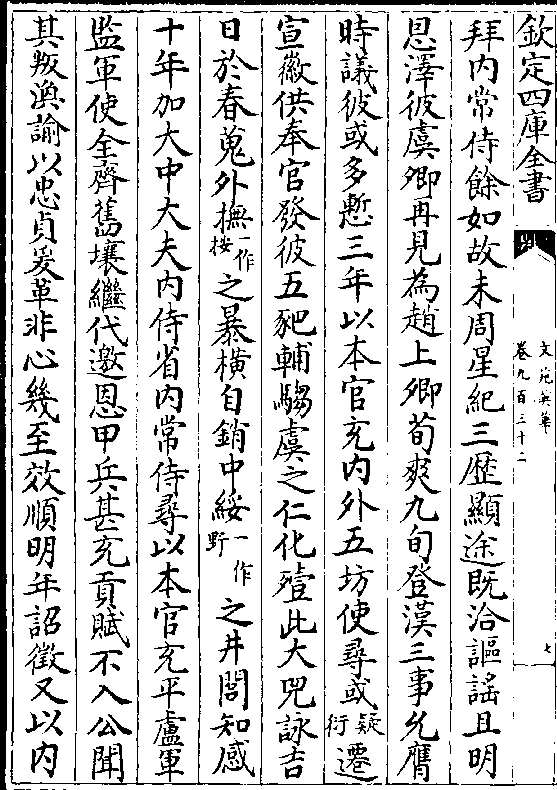 欽定四庫全書
文苑英華
卷九百三十二
七
拜内常侍餘如故未周星紀三歴顯途既洽謳謡且明
恩澤彼虞卿再見為趙上卿荀爽九旬登漢三事允膺
時議彼或多慙三年以本官充内外五坊使尋或疑衍遷
宣徽供奉官發彼五豝輔騶虞之仁化殪此大兕詠吉
日於春蒐外撫一作按之暴横自銷中綏一作野之井閭知感
十年加大中大夫内侍省内常侍尋以本官充平盧軍
監軍使全齊舊壤繼代邀恩甲兵甚充貢賦不入公聞
其叛渙諭以忠貞爰革非心幾至效順明年詔徵又以内